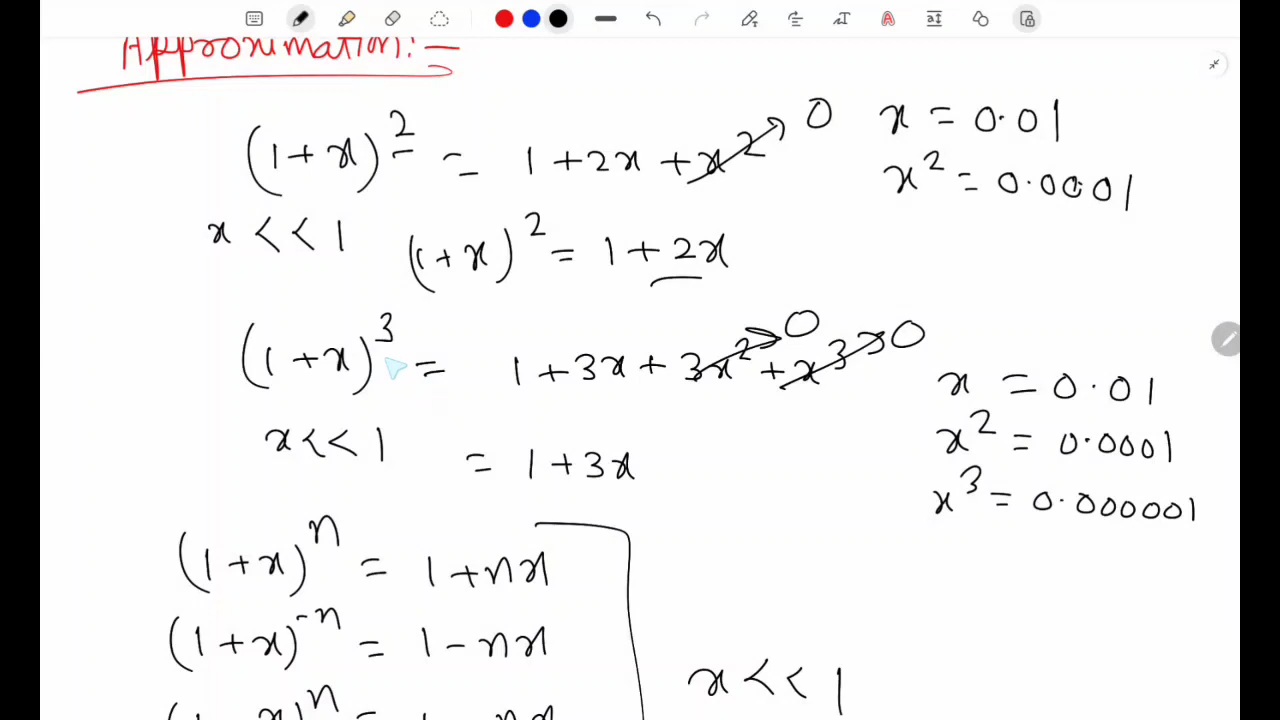 Approximation:-
(1+x)² = 1+2x+x² → 0
x = 0.01
x² = 0.0001
x << 1
(1+x)² = 1+2x
(1+x)³ = 1+3x+3x² → 0 +x³ → 0
x = 0.01
x² = 0.0001
x³ = 0.000001
x << 1
= 1+3x
(1+x)ⁿ = 1+nx
(1+x)⁻ⁿ = 1-nx
x << 1